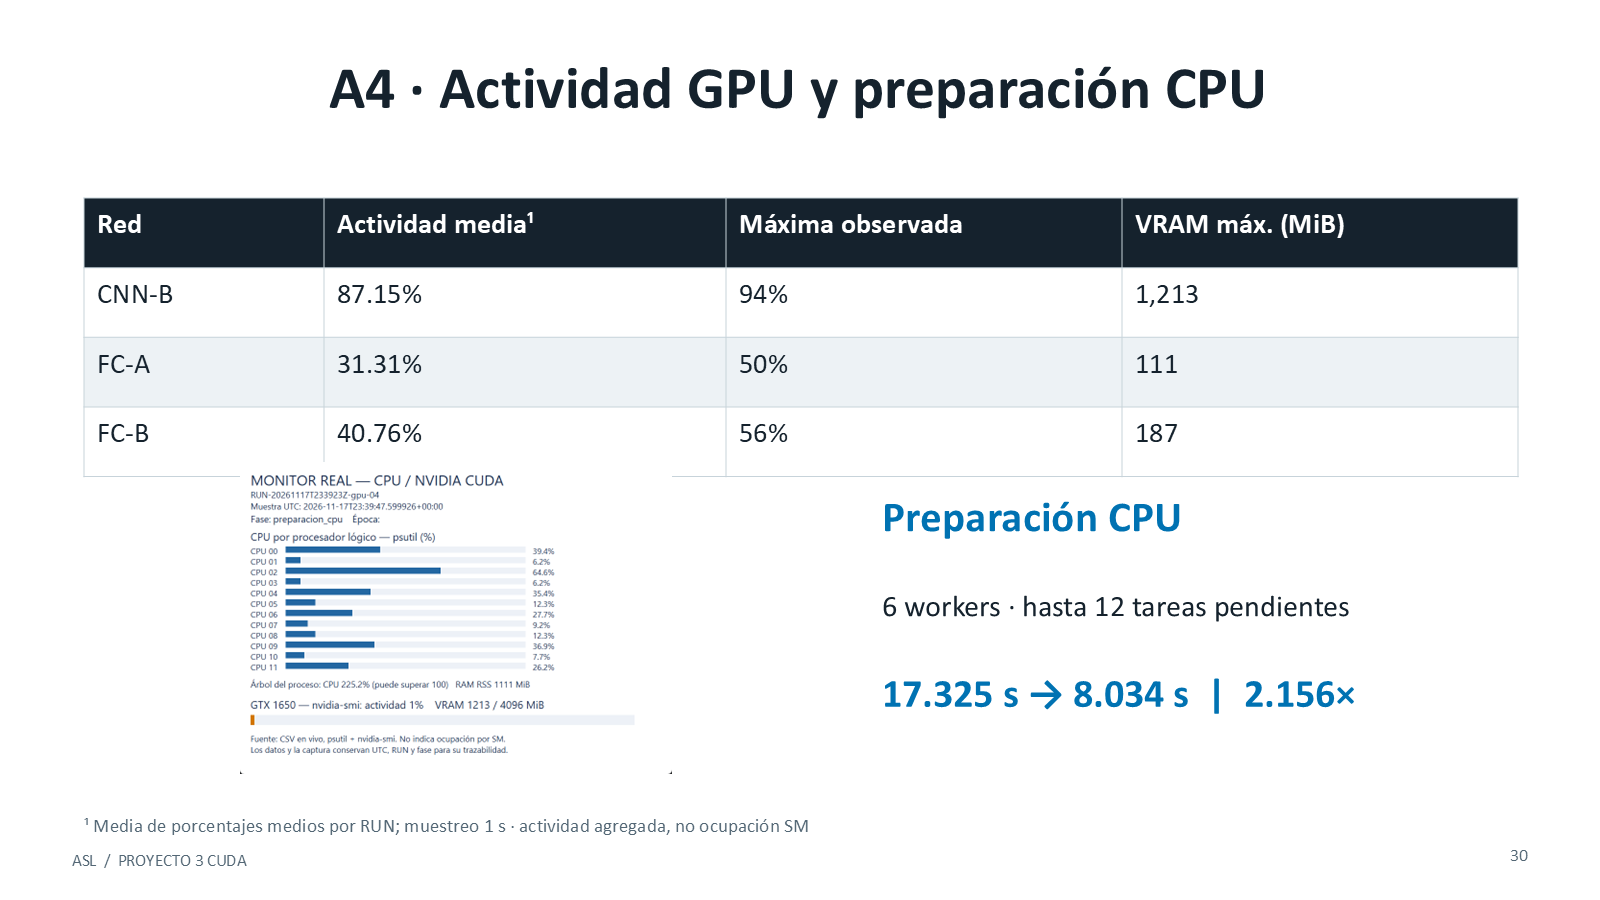 A4 · Actividad GPU y preparación CPU
Red Actividad media¹ Máxima observada VRAM máx. (MiB)
CNN-B 87.15% 94% 1,213
FC-A 31.31% 50% 111
FC-B 40.76% 56% 187
MONITOR REAL — CPU / NVIDIA CUDA
RUN-20261117T233923Z-gpu-04
Muestra UTC: 2026-11-17T23:39:47.599926+00:00
Fase: preparacion_cpu Época:
CPU por procesador lógico — psutil (%)
CPU 00 39.4%
CPU 01 6.2%
CPU 02 64.6%
CPU 03 6.2%
CPU 04 35.4%
CPU 05 12.3%
CPU 06 27.7%
CPU 07 9.2%
CPU 08 12.3%
CPU 09 36.9%
CPU 10 7.7%
CPU 11 26.2%
Árbol del proceso: CPU 225.2% (puede superar 100) RAM RSS 1111 MiB
GTX 1650 — nvidia-smi: actividad 1% VRAM 1213 / 4096 MiB
Fuente: CSV en vivo, psutil + nvidia-smi. No indica ocupación por SM.
Los datos y la captura conservan UTC, RUN y fase para su trazabilidad.
Preparación CPU
6 workers · hasta 12 tareas pendientes
17.325 s → 8.034 s | 2.156×
¹ Media de porcentajes medios por RUN; muestreo 1 s · actividad agregada, no ocupación SM
ASL / PROYECTO 3 CUDA
30